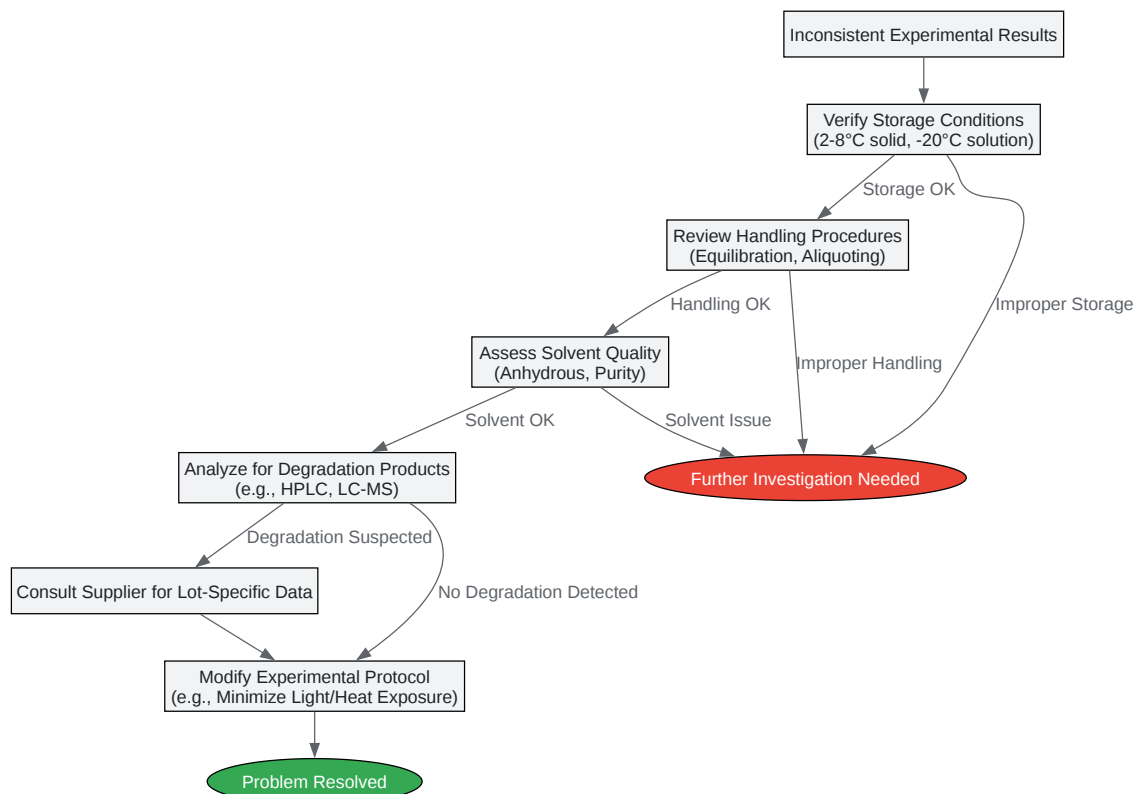 Inconsistent Experimental Results
Verify Storage Conditions
(2-8°C solid, -20°C solution)
Storage OK
Review Handling Procedures
(Equilibration, Aliquoting)
Handling OK
Improper Storage
Assess Solvent Quality
(Anhydrous, Purity)
Improper Handling
Solvent OK
Solvent Issue
Analyze for Degradation Products
(e.g., HPLC, LC-MS)
Further Investigation Needed
Degradation Suspected
Consult Supplier for Lot-Specific Data
No Degradation Detected
Modify Experimental Protocol
(e.g., Minimize Light/Heat Exposure)
Problem Resolved